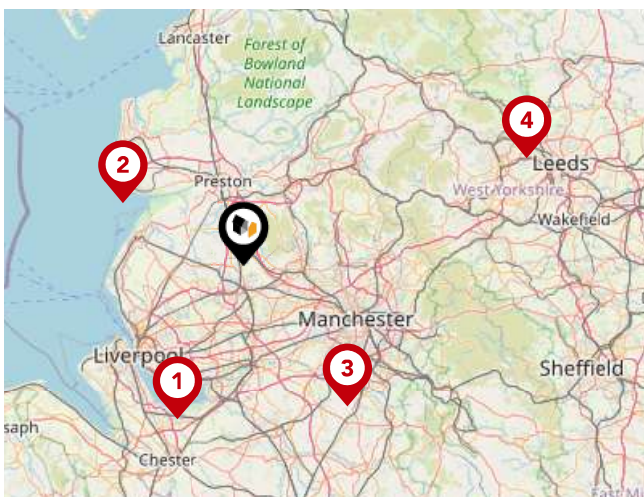 Lancaster
Forest of
Bowland
National
Landscape
4
2
Preston
Leeds
West Yorkshire
Wakefield
Manchester
Liverpool
3
Sheffield
1
saph
Chester
East M